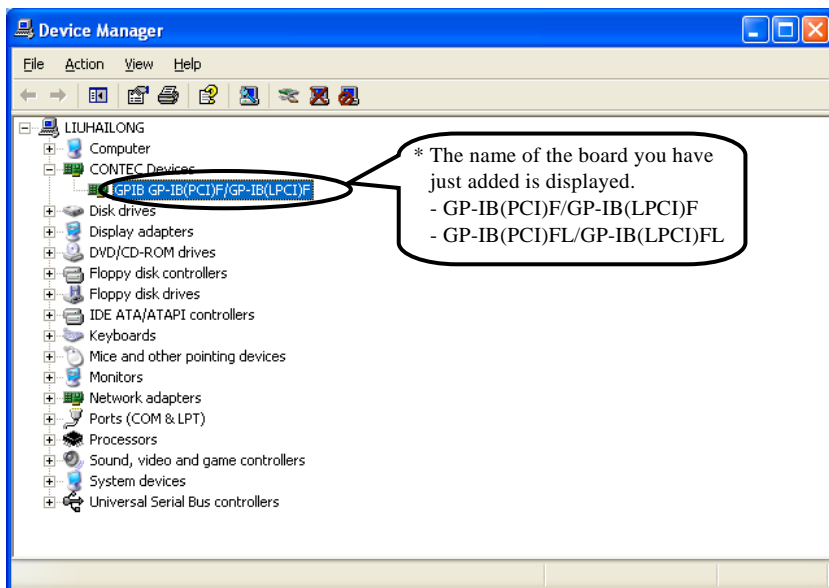 Device Manager
File Action View Help
LIUHAILONG
Computer
CONTEC Devices
GPIB GP-IB(PCI)F/GP-IB(LPCI)F
Disk drives
Display adapters
DVD/CD-ROM drives
Floppy disk controllers
Floppy disk drives
IDE ATA/ATAPI controllers
Keyboards
Mice and other pointing devices
Monitors
Network adapters
Ports (COM & LPT)
Processors
Sound, video and game controllers
System devices
Universal Serial Bus controllers
* The name of the board you have
just added is displayed.
- GP-IB(PCI)F/GP-IB(LPCI)F
- GP-IB(PCI)FL/GP-IB(LPCI)FL